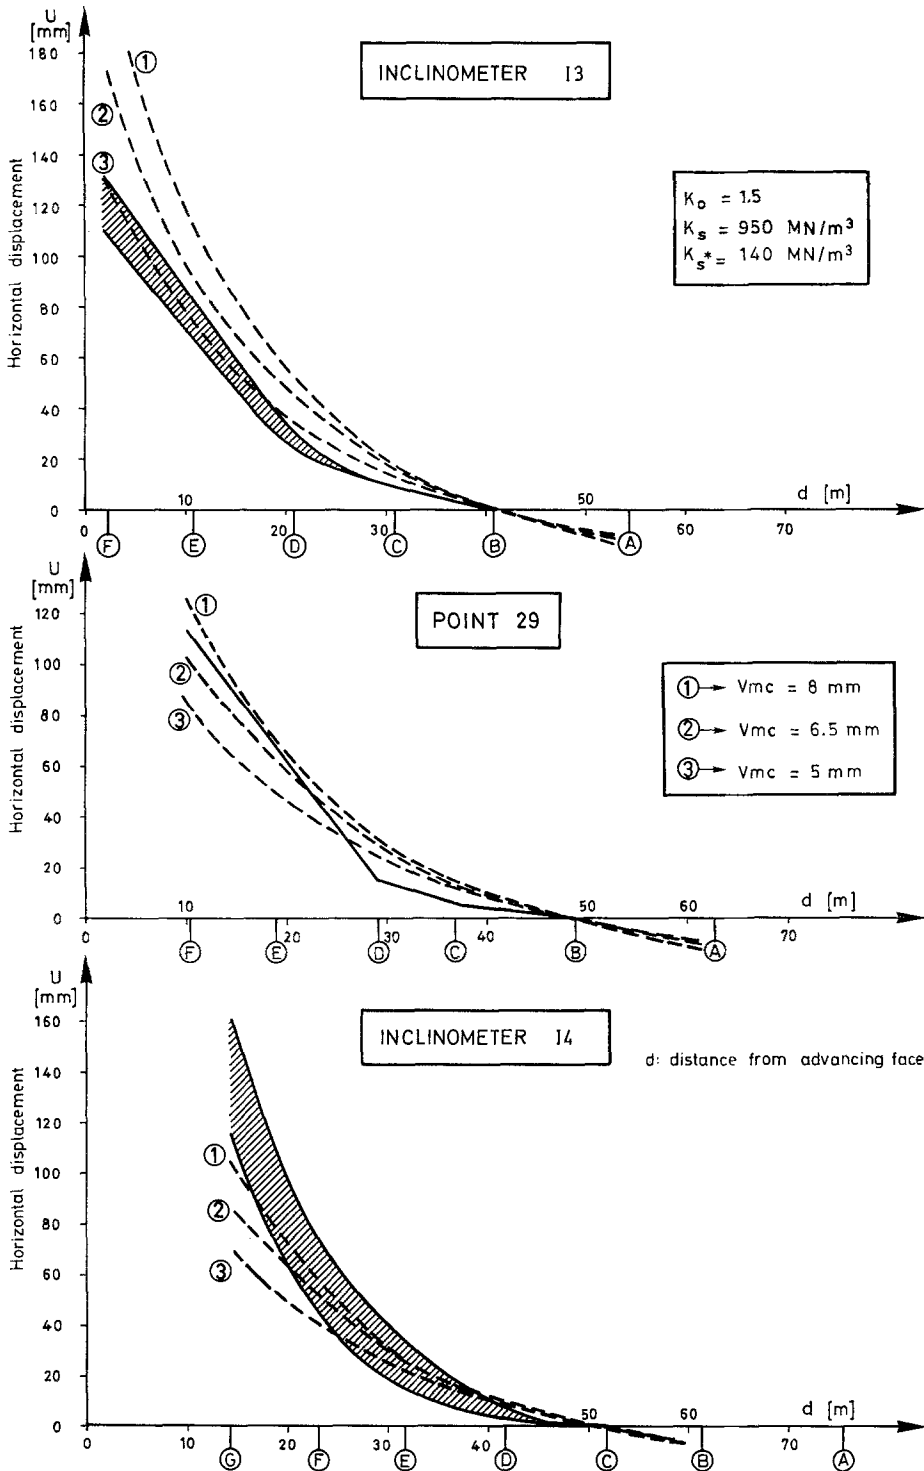 U
[mm]
180
160
140
120
100
80
60
40
20
0
Horizontal displacement
1
2
3
INCLINOMETER I3
K₀ = 1.5
Kₛ = 950 MN/m³
Kₛ* = 140 MN/m³
d [m]
0 10 20 30 50 60 70
F E D C B A
U
[mm]
120
100
80
60
40
20
0
Horizontal displacement
1
2
3
POINT 29
1 → Vmc = 8 mm
2 → Vmc = 6.5 mm
3 → Vmc = 5 mm
d [m]
0 10 20 30 40 50 60 70
F E D C B A
U
[mm]
160
140
120
100
80
60
40
20
0
Horizontal displacement
1
2
3
INCLINOMETER I4
d: distance from advancing face
d [m]
0 10 20 30 40 50 60 70
G F E D C B A